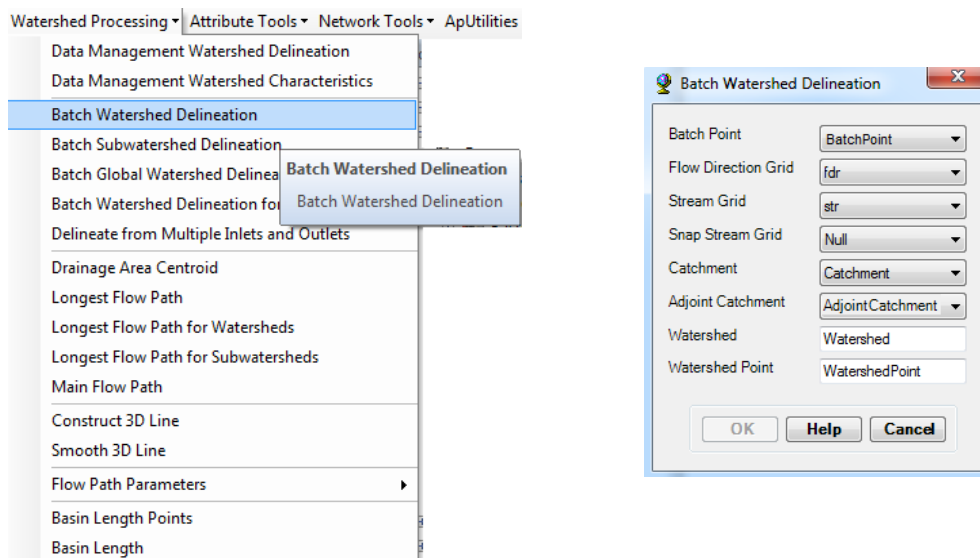 Watershed Processing Attribute Tools Network Tools ApUtilities
Data Management Watershed Delineation
Data Management Watershed Characteristics
Batch Watershed Delineation
Batch Subwatershed Delineation
Batch Global Watershed Delinea
Batch Watershed Delineation for
Delineate from Multiple Inlets and Outlets
Batch Watershed Delineation
Batch Watershed Delineation
Drainage Area Centroid
Longest Flow Path
Longest Flow Path for Watersheds
Longest Flow Path for Subwatersheds
Main Flow Path
Construct 3D Line
Smooth 3D Line
Flow Path Parameters
Basin Length Points
Basin Length
Batch Watershed Delineation
Batch Point BatchPoint
Flow Direction Grid fdr
Stream Grid str
Snap Stream Grid Null
Catchment Catchment
Adjoint Catchment AdjointCatchment
Watershed Watershed
Watershed Point WatershedPoint
OK Help Cancel